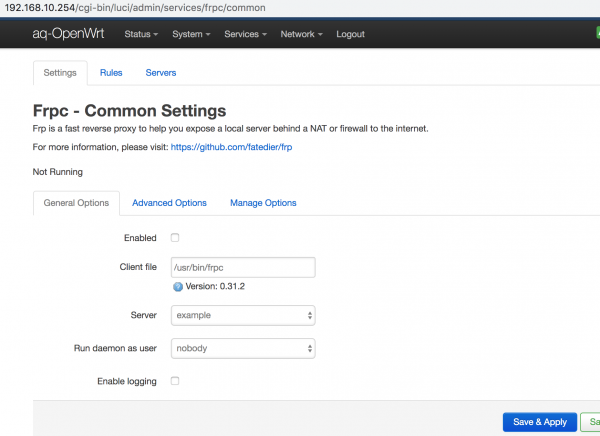 192.168.10.254/cgi-bin/luci/admin/services/frpc/common
aq-OpenWrt Status System Services Network Logout
Settings Rules Servers
Frpc - Common Settings
Frp is a fast reverse proxy to help you expose a local server behind a NAT or firewall to the internet.
For more information, please visit: https://github.com/fatedier/frp
Not Running
General Options Advanced Options Manage Options
Enabled
Client file /usr/bin/frpc
? Version: 0.31.2
Server example
Run daemon as user nobody
Enable logging
Save & Apply Sa